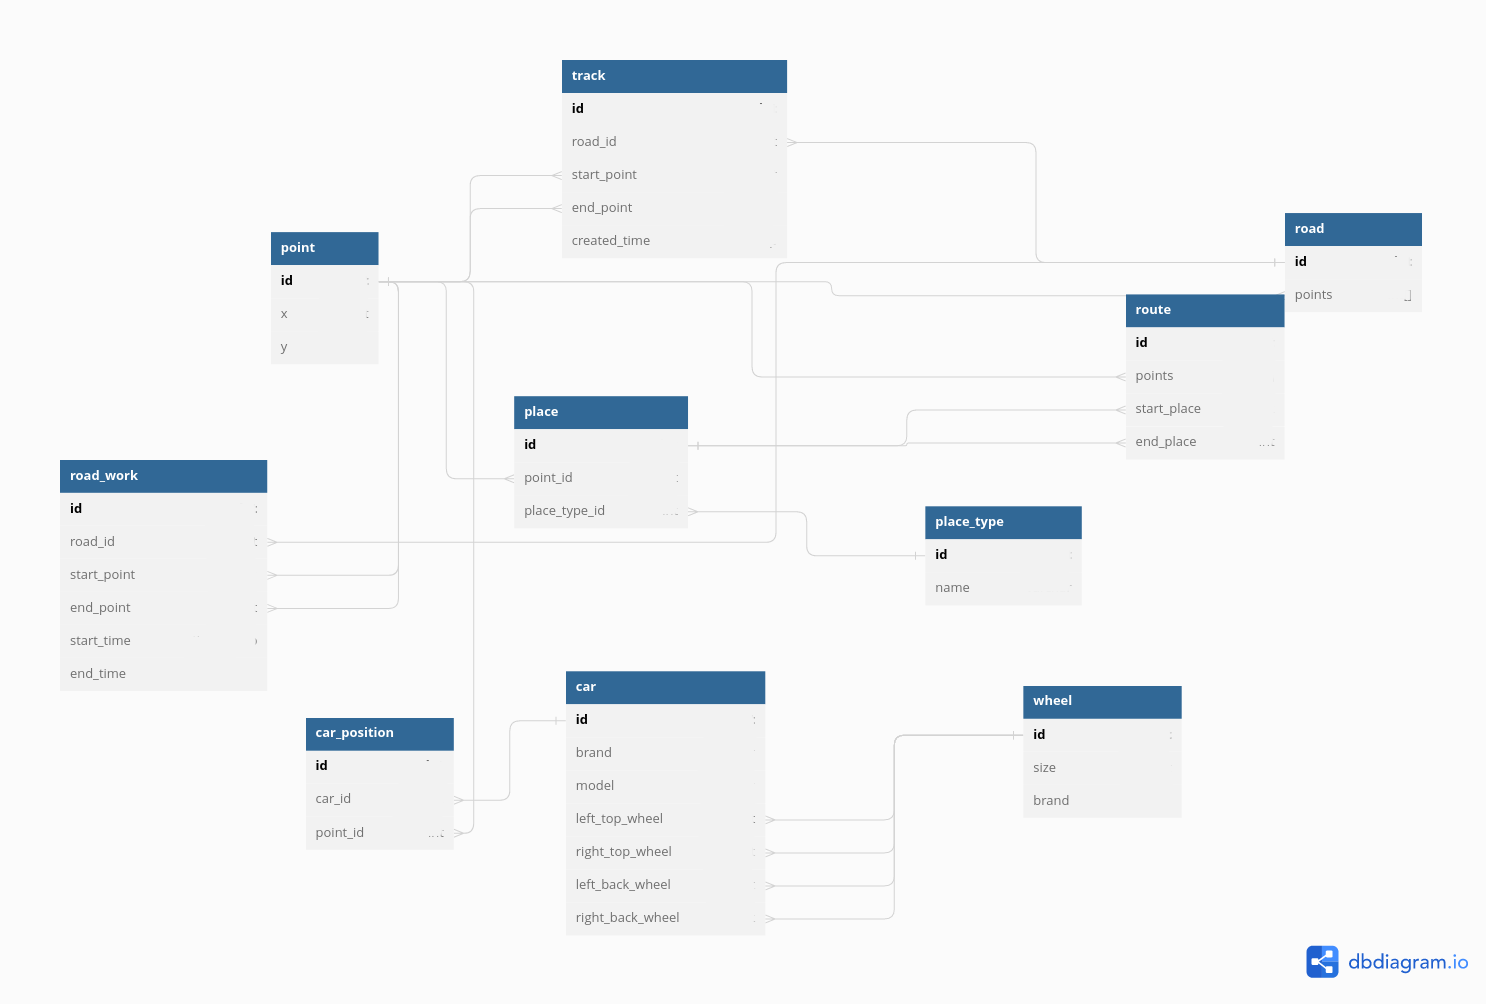 track
id
road_id
start_point
end_point
created_time
point
id
x
y
road
id
points
route
id
points
start_place
end_place
place
id
point_id
place_type_id
road_work
id
road_id
start_point
end_point
start_time
end_time
place_type
id
name
car_position
id
car_id
point_id
car
id
brand
model
left_top_wheel
right_top_wheel
left_back_wheel
right_back_wheel
wheel
id
size
brand
dbdiagram.io